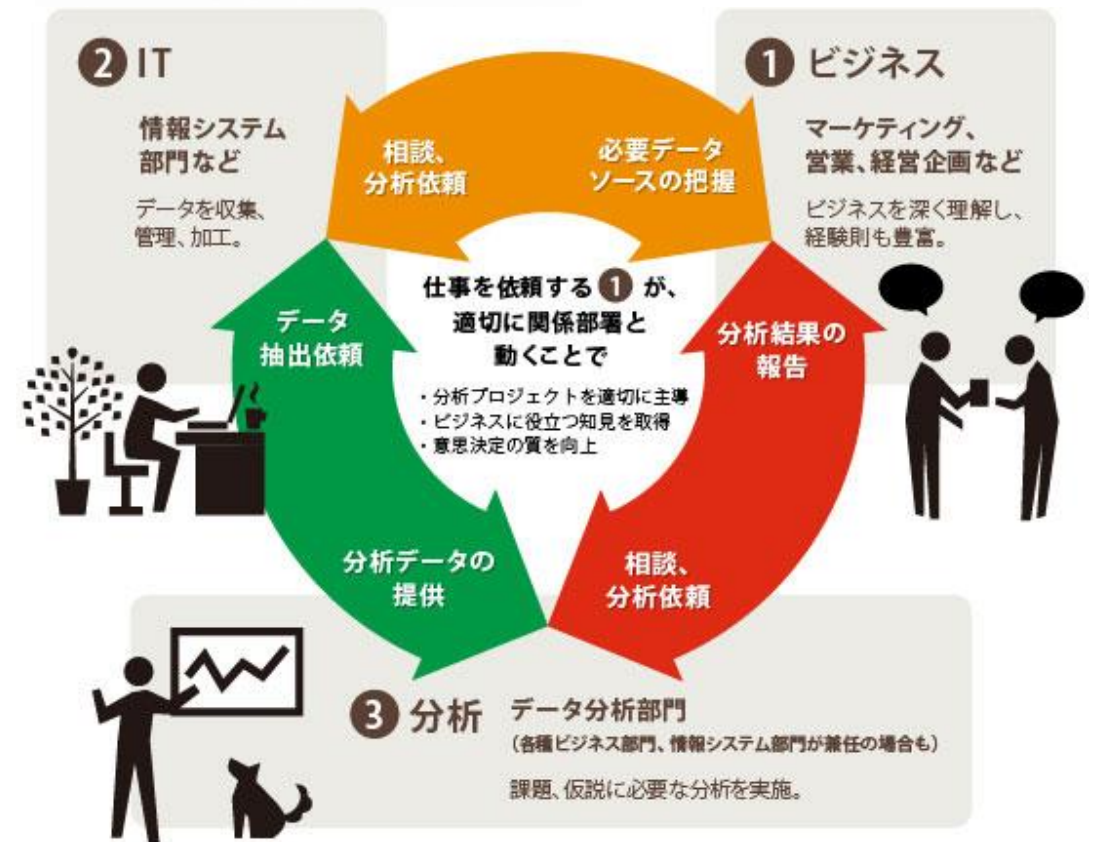 ❷ IT
情報システム
部門など
データを収集、
管理、加工。
❶ ビジネス
マーケティング、
営業、経営企画など
ビジネスを深く理解し、
経験則も豊富。
相談、
分析依頼
必要データ
ソースの把握
仕事を依頼する ❶ が、
適切に関係部署と
動くことで
・分析プロジェクトを適切に主導
・ビジネスに役立つ知見を取得
・意思決定の質を向上
データ
抽出依頼
分析結果の
報告
分析データの
提供
相談、
分析依頼
❸ 分析
データ分析部門
（各種ビジネス部門、情報システム部門が兼任の場合も）
課題、仮説に必要な分析を実施。